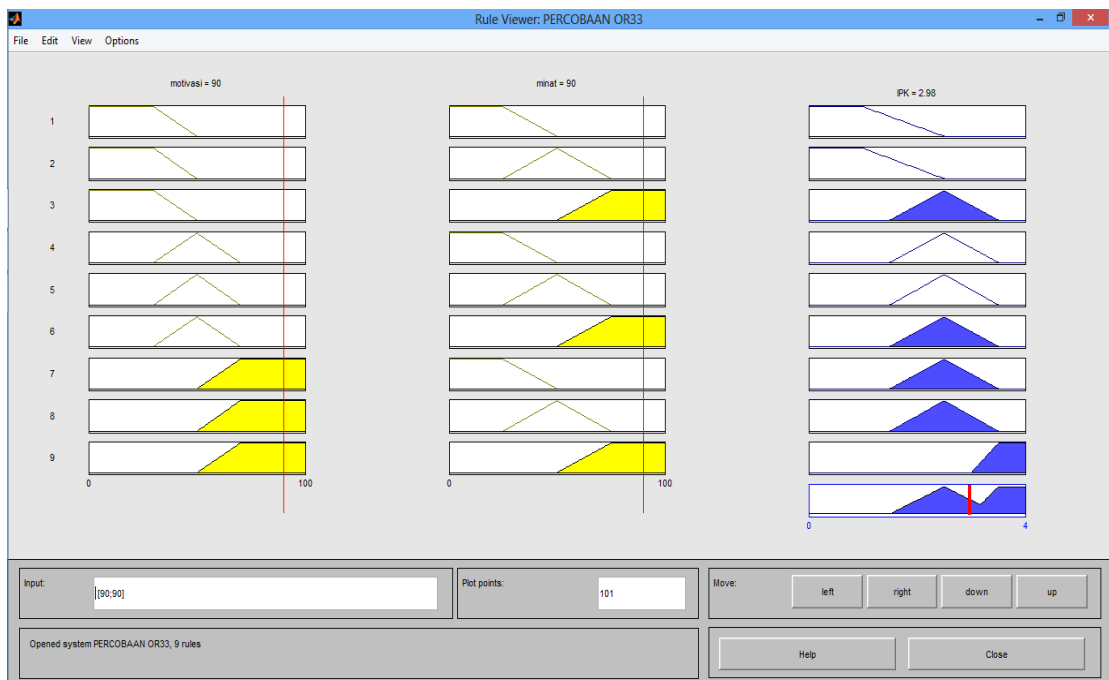 Rule Viewer: PERCOBAAN OR33
File Edit View Options
motivasi = 90
minat = 90
IPK = 2.98
1
2
3
4
5
6
7
8
9
0 100
0 100
0 4
Input:
[90;90]
Plot points:
101
Move:
left
right
down
up
Opened system PERCOBAAN OR33, 9 rules
Help
Close